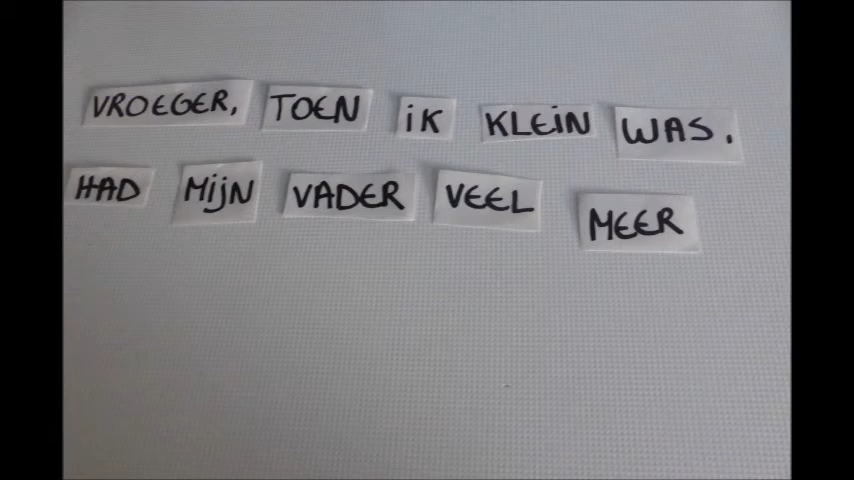 VROEGER, TOEN iK KLEiN WAS.
HAD MijN VADER VEEL MEER